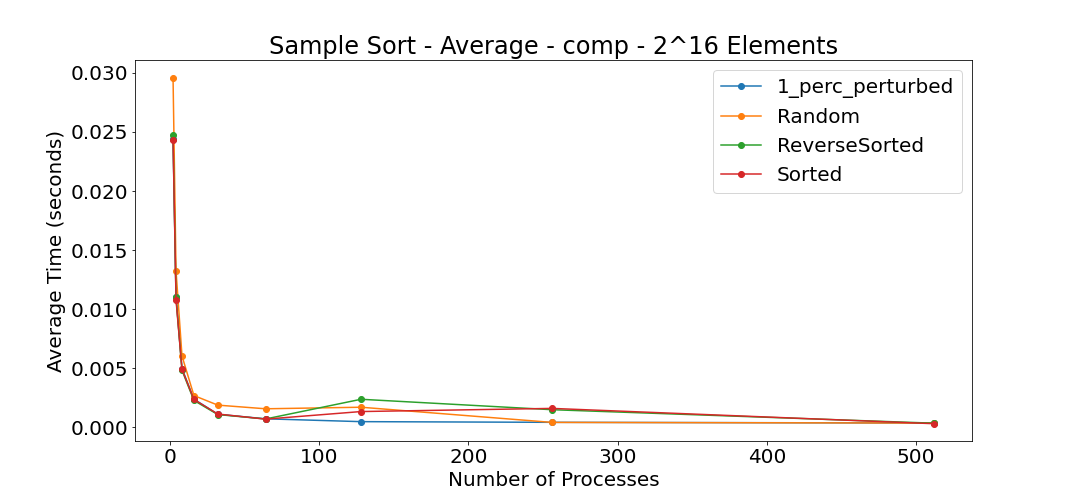 Sample Sort - Average - comp - 2^16 Elements
0.030
0.025
0.020
0.015
0.010
0.005
0.000
Average Time (seconds)
1_perc_perturbed
Random
ReverseSorted
Sorted
0 100 200 300 400 500
Number of Processes